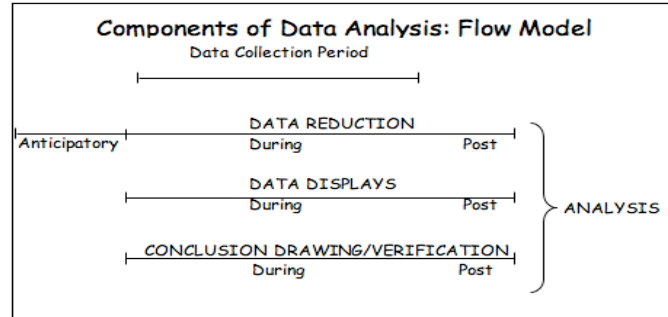 Components of Data Analysis: Flow Model
Data Collection Period
DATA REDUCTION
Anticipatory During Post
DATA DISPLAYS
During Post
ANALYSIS
CONCLUSION DRAWING/VERIFICATION
During Post